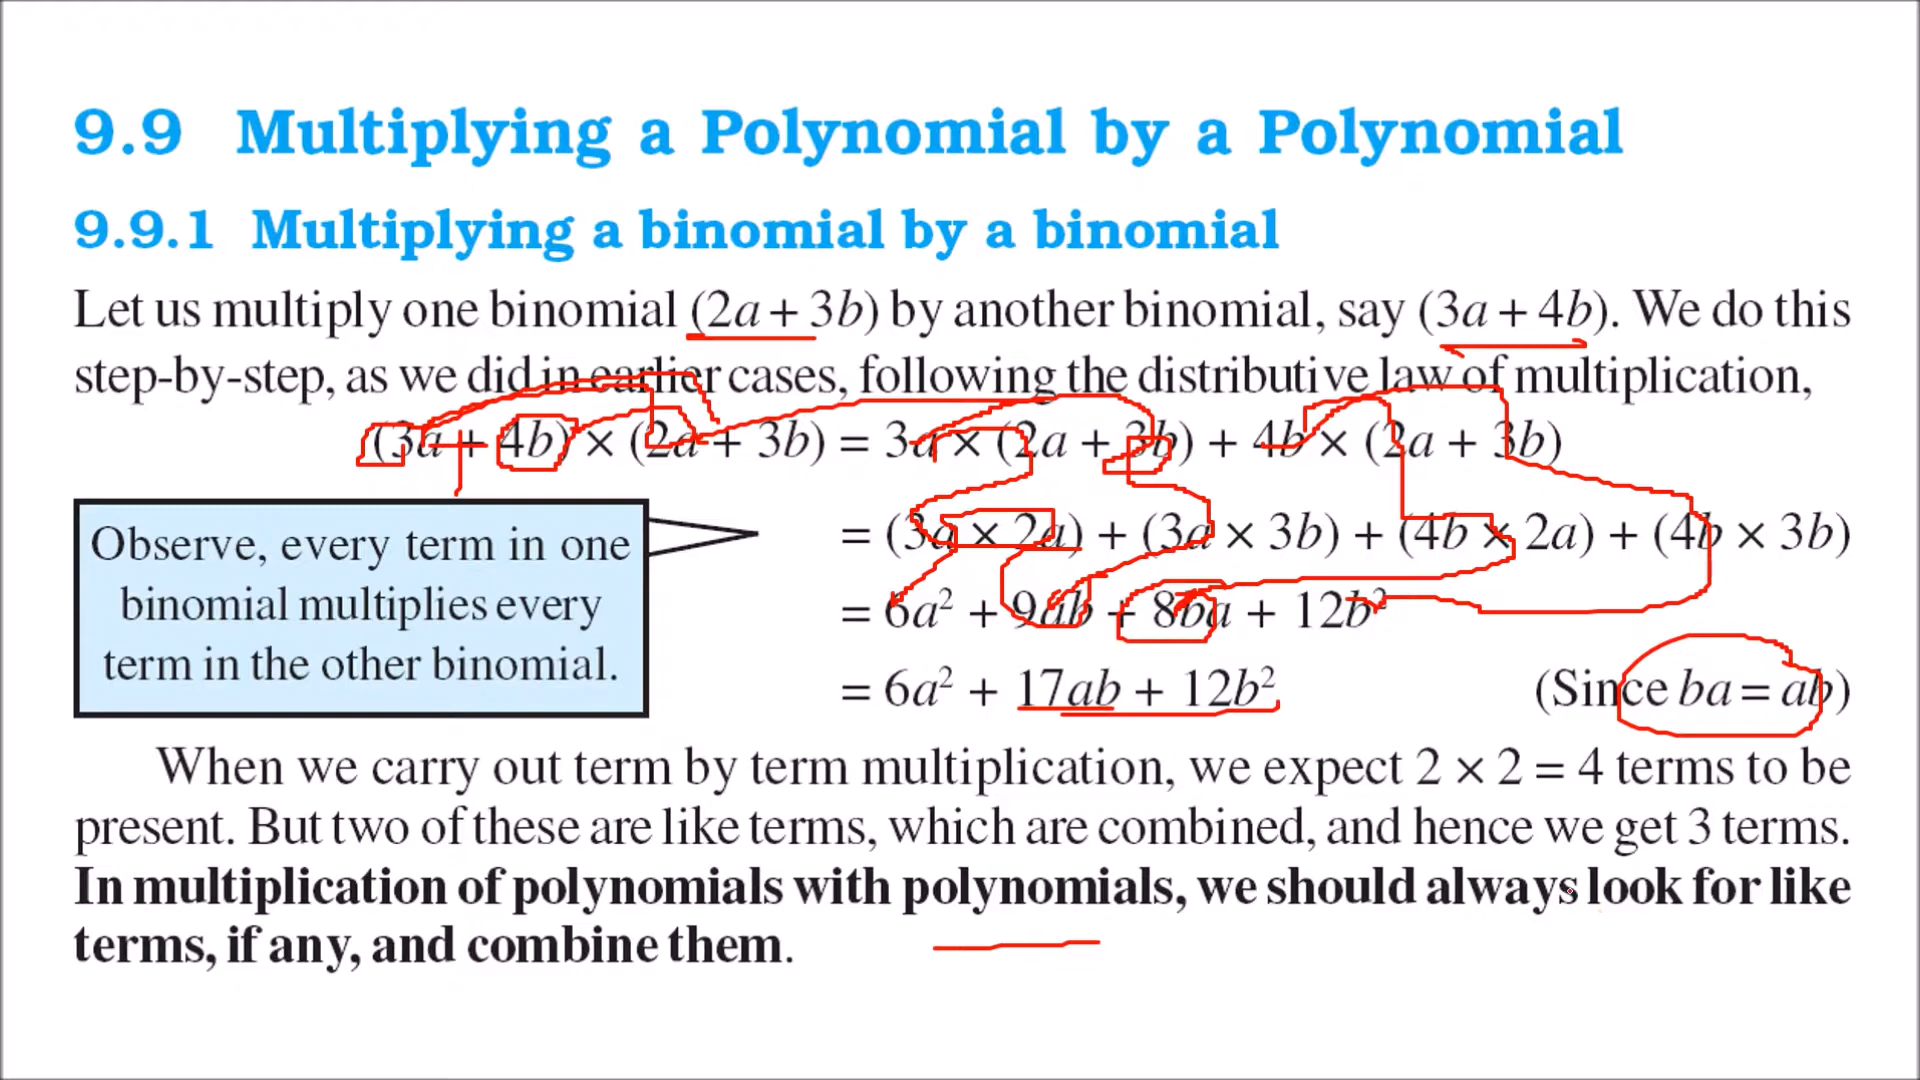 9.9 Multiplying a Polynomial by a Polynomial
9.9.1 Multiplying a binomial by a binomial
Let us multiply one binomial (2a + 3b) by another binomial, say (3a + 4b). We do this
step-by-step, as we did in earlier cases, following the distributive law of multiplication,
(3a + 4b) × (2a + 3b) = 3a × (2a + 3b) + 4b × (2a + 3b)
= (3a × 2a) + (3a × 3b) + (4b × 2a) + (4b × 3b)
= 6a² + 9ab + 8ba + 12b²
= 6a² + 17ab + 12b² (Since ba = ab)
Observe, every term in one
binomial multiplies every
term in the other binomial.
When we carry out term by term multiplication, we expect 2 × 2 = 4 terms to be
present. But two of these are like terms, which are combined, and hence we get 3 terms.
In multiplication of polynomials with polynomials, we should always look for like
terms, if any, and combine them.